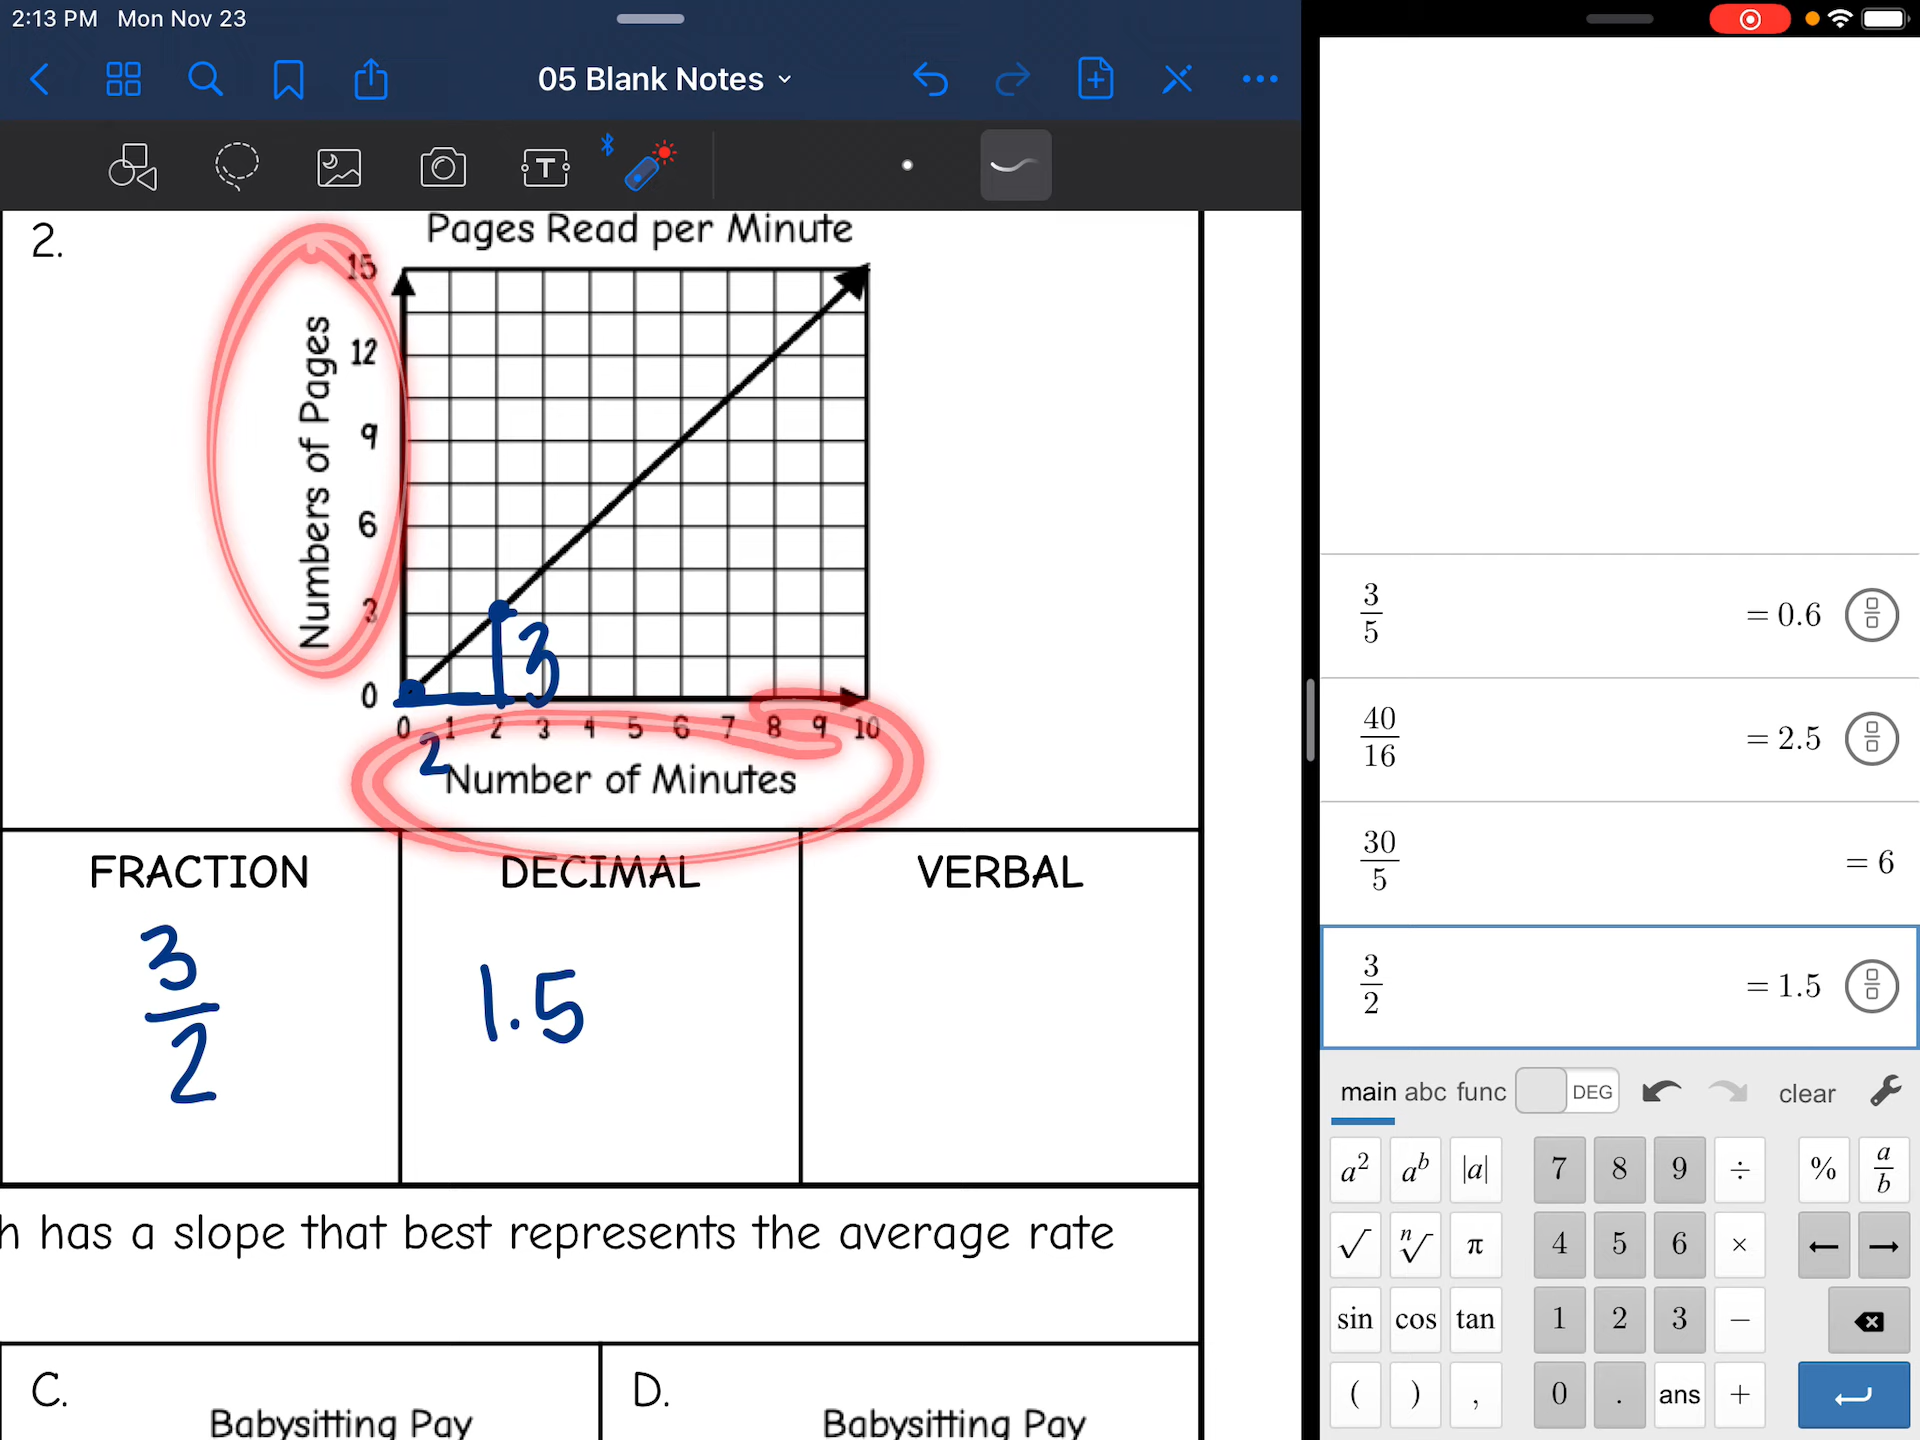 2:13 PM Mon Nov 23
05 Blank Notes
T
2.
Pages Read per Minute
Numbers of Pages
15
12
9
6
3
0
3
0 1 2 3 4 5 6 7 8 9 10
2
Number of Minutes
FRACTION DECIMAL VERBAL
3/2
1.5
h has a slope that best represents the average rate
C. D.
Babysitting Pay Babysitting Pay
3/5 = 0.6
40/16 = 2.5
30/5 = 6
3/2 = 1.5
main abc func DEG clear
a² aᵇ |a| 7 8 9 ÷ % a/b
√ ⁿ√ π 4 5 6 × ← →
sin cos tan 1 2 3 −
( ) , 0 . ans +